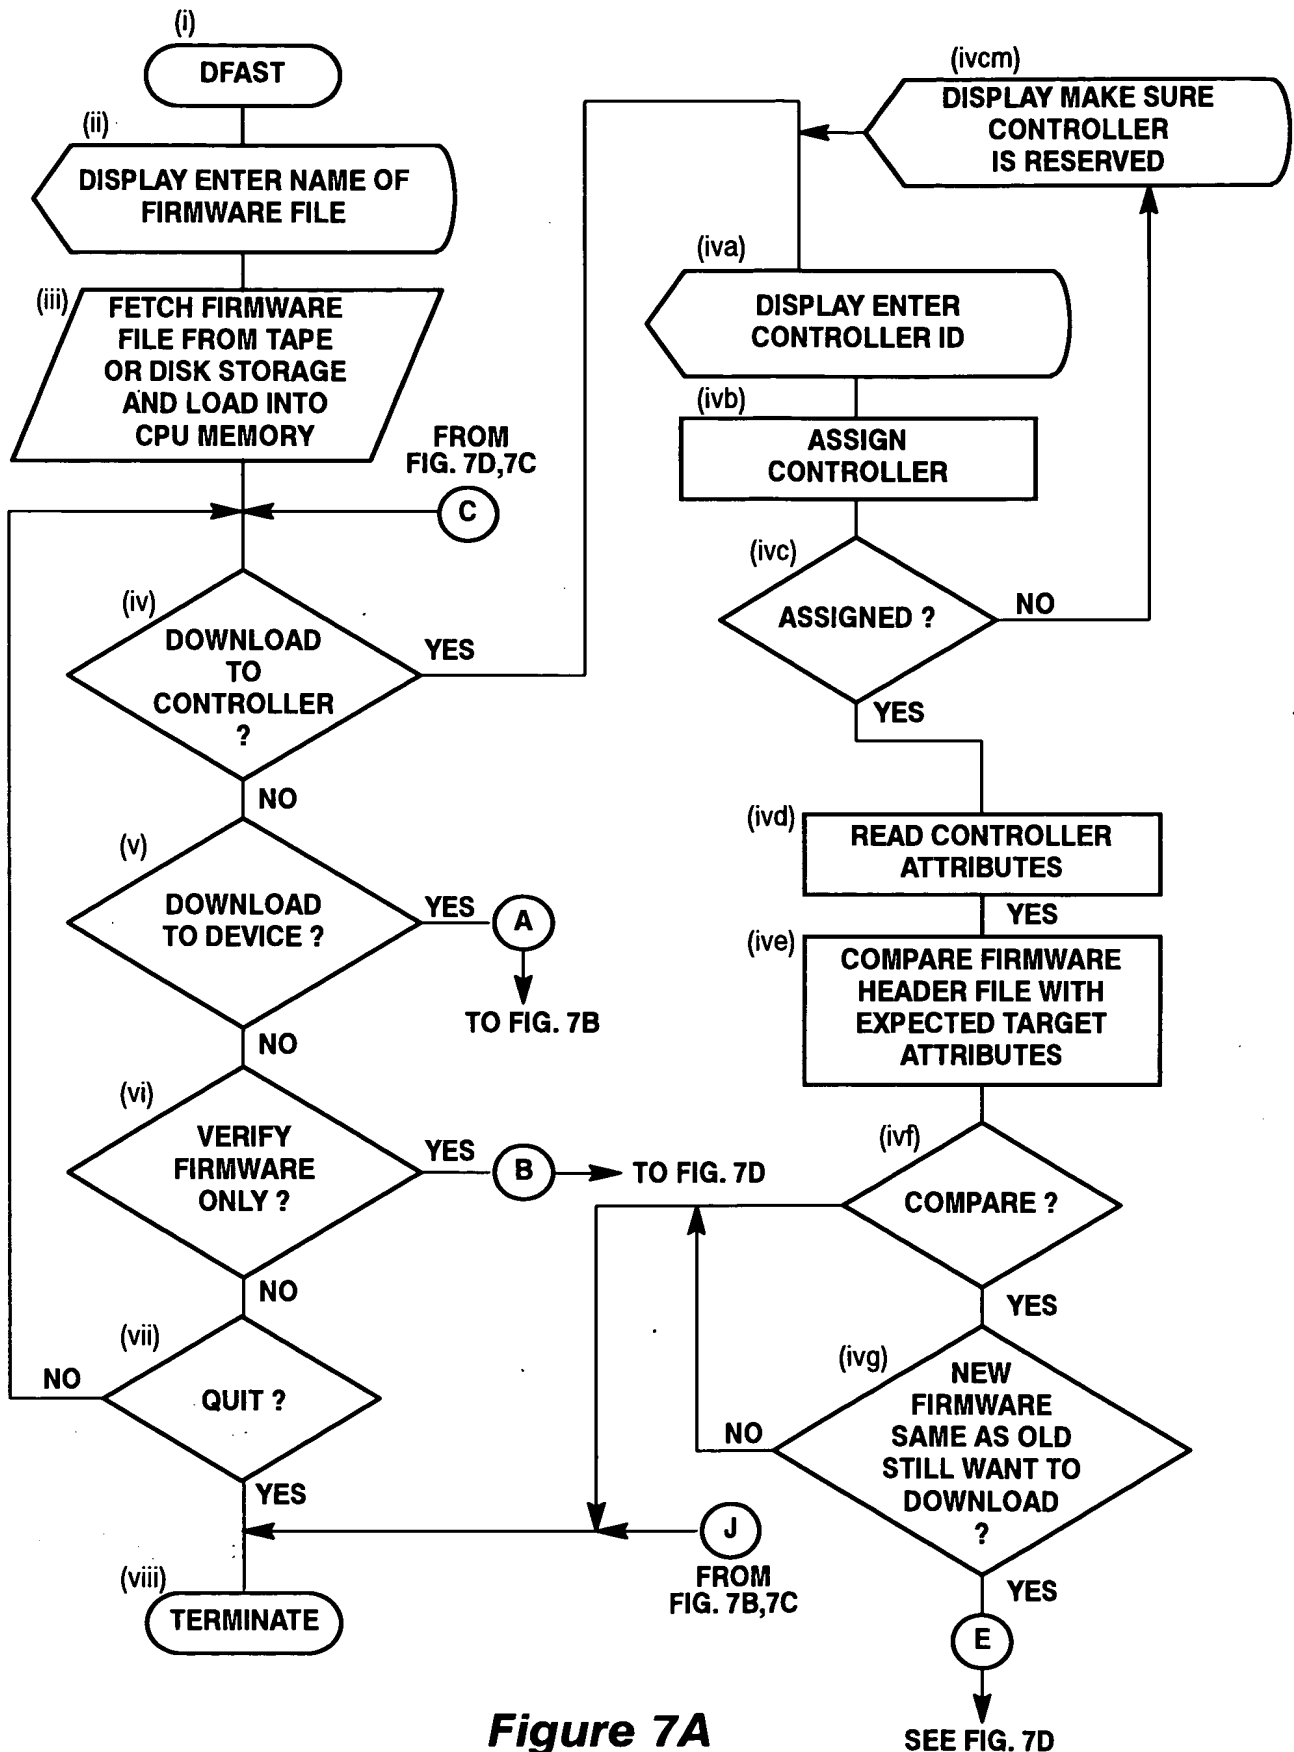 (i)
DFAST
(ii)
DISPLAY ENTER NAME OF
FIRMWARE FILE
(iii)
FETCH FIRMWARE
FILE FROM TAPE
OR DISK STORAGE
AND LOAD INTO
CPU MEMORY
FROM
FIG. 7D,7C
C
(iv)
DOWNLOAD
TO
CONTROLLER
?
YES
NO
(v)
DOWNLOAD
TO DEVICE ?
YES
A
TO FIG. 7B
NO
(vi)
VERIFY
FIRMWARE
ONLY ?
YES
B
TO FIG. 7D
NO
(vii)
QUIT ?
NO
YES
(viii)
TERMINATE
(ivcm)
DISPLAY MAKE SURE
CONTROLLER
IS RESERVED
(iva)
DISPLAY ENTER
CONTROLLER ID
(ivb)
ASSIGN
CONTROLLER
(ivc)
ASSIGNED ?
NO
YES
(ivd)
READ CONTROLLER
ATTRIBUTES
YES
(ive)
COMPARE FIRMWARE
HEADER FILE WITH
EXPECTED TARGET
ATTRIBUTES
(ivf)
COMPARE ?
YES
(ivg)
NEW
FIRMWARE
SAME AS OLD
STILL WANT TO
DOWNLOAD
?
NO
YES
J
FROM
FIG. 7B,7C
E
SEE FIG. 7D
Figure 7A